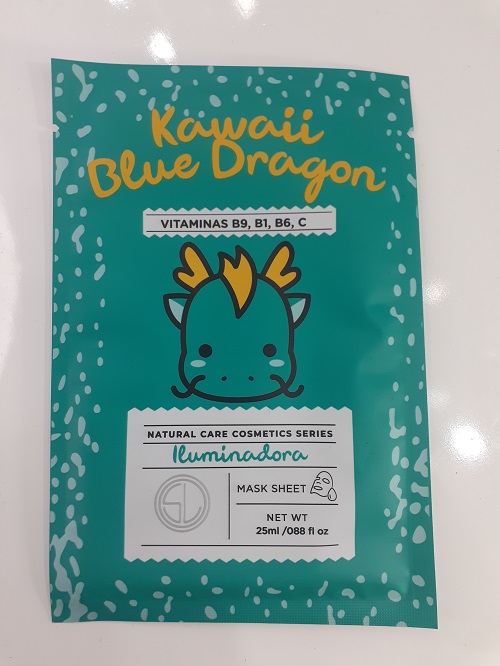 Kawaii
Blue Dragon
VITAMINAS B9, B1, B6, C
NATURAL CARE COSMETICS SERIES
Iluminadora
MASK SHEET
NET WT
25ml /088 fl oz